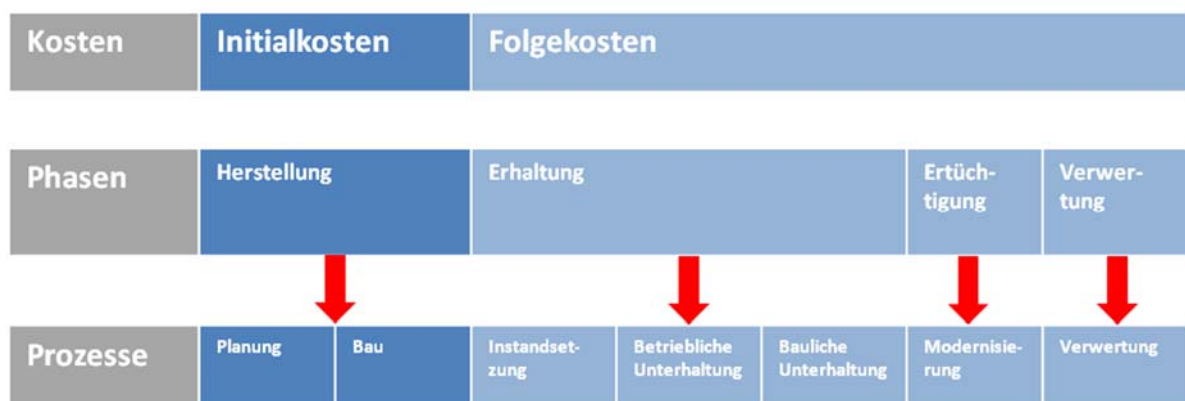 Kosten
Initialkosten
Folgekosten
Phasen
Herstellung
Erhaltung
Ertüch-
tigung
Verwer-
tung
Prozesse
Planung
Bau
Instandset-
zung
Betriebliche
Unterhaltung
Bauliche
Unterhaltung
Modernisie-
rung
Verwertung